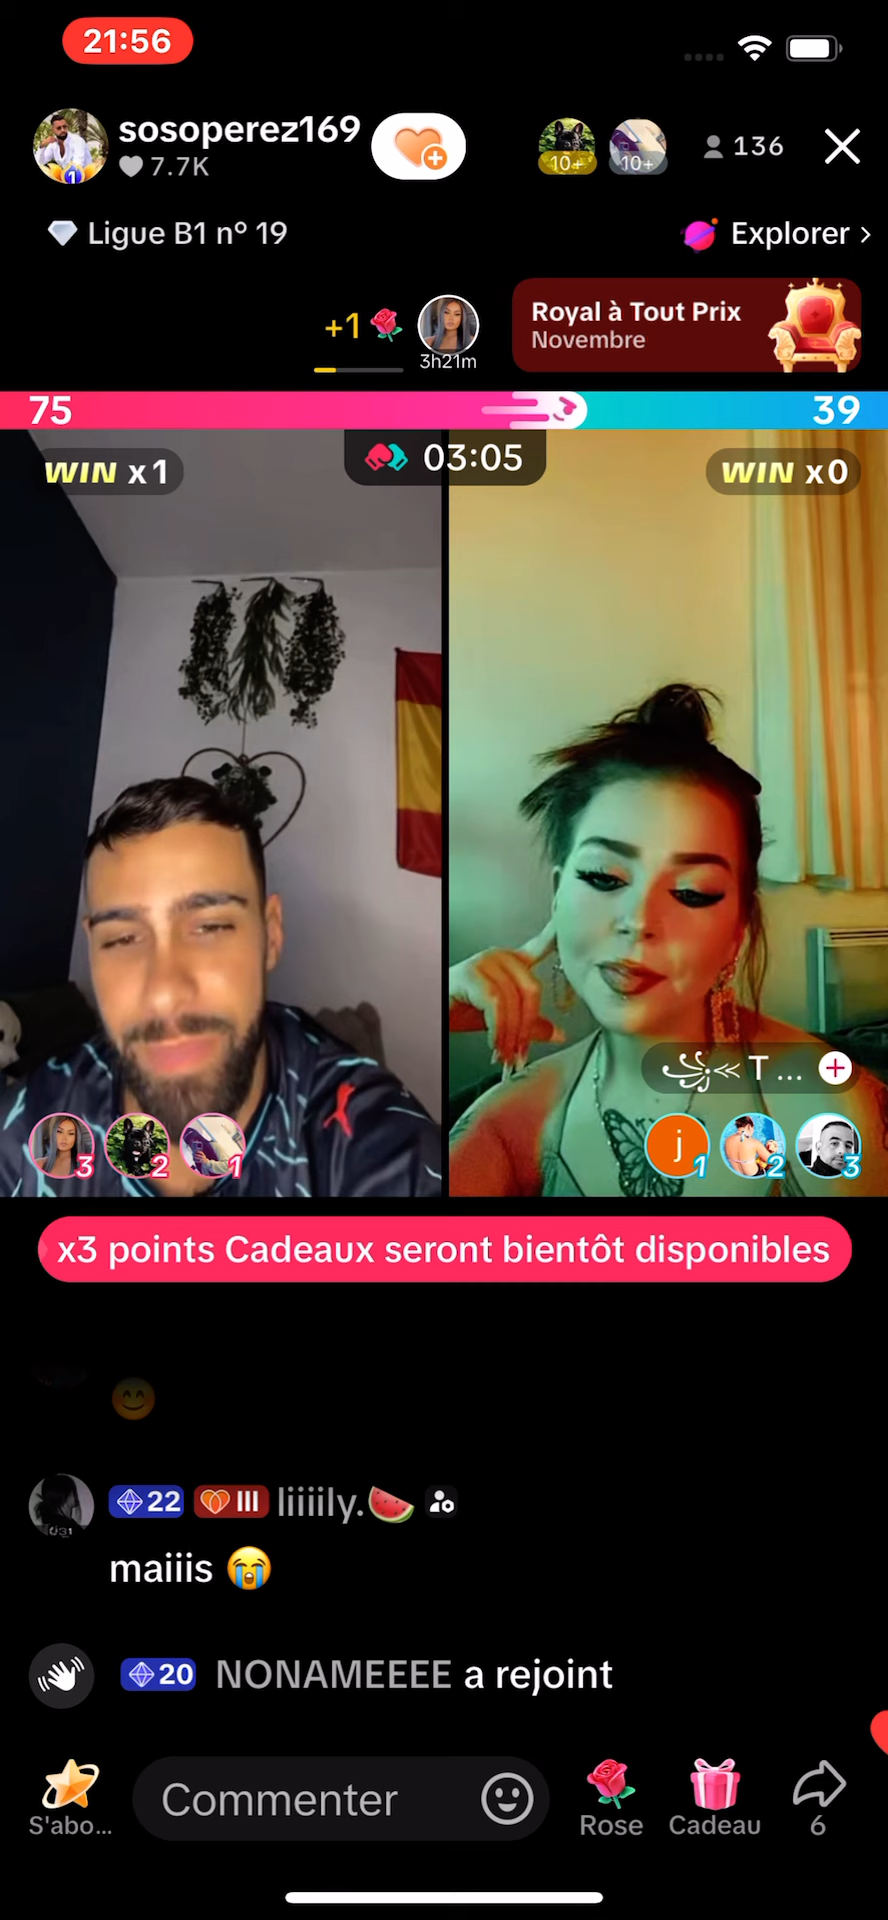 21:56
sosoperez169
7.7K
1
10+
10+
136
Ligue B1 n° 19
Explorer >
+1
3h21m
Royal à Tout Prix
Novembre
75
39
WIN x1
03:05
WIN x0
T ...
3
2
1
j
1
2
3
x3 points Cadeaux seront bientôt disponibles
22 III liiiily.🍉
maiiis 😭
20 NONAMEEEE a rejoint
S'abo...
Commenter
Rose
Cadeau
6